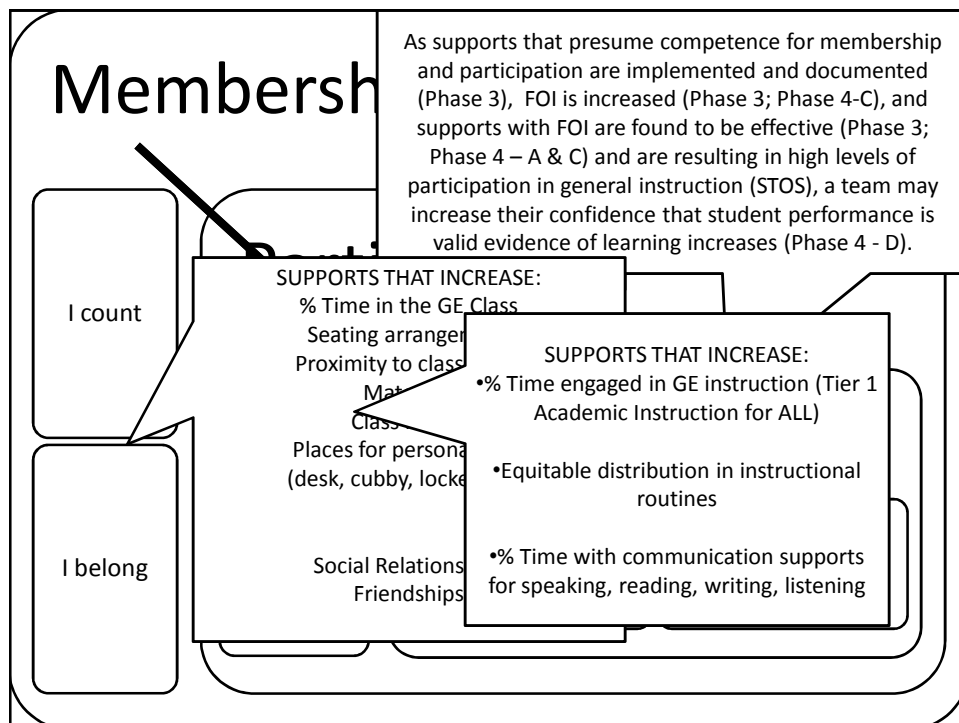 Membersh
As supports that presume competence for membership
and participation are implemented and documented
(Phase 3),  FOI is increased (Phase 3; Phase 4-C), and
supports with FOI are found to be effective (Phase 3;
Phase 4 – A & C) and are resulting in high levels of
participation in general instruction (STOS), a team may
increase their confidence that student performance is
valid evidence of learning increases (Phase 4 - D).
I count
I belong
SUPPORTS THAT INCREASE:
% Time in the GE Class
Seating arranger
Proximity to class
Mat
Class
Places for persona
(desk, cubby, locke
Social Relations
Friendships
SUPPORTS THAT INCREASE:
•% Time engaged in GE instruction (Tier 1
Academic Instruction for ALL)
•Equitable distribution in instructional
routines
•% Time with communication supports
for speaking, reading, writing, listening